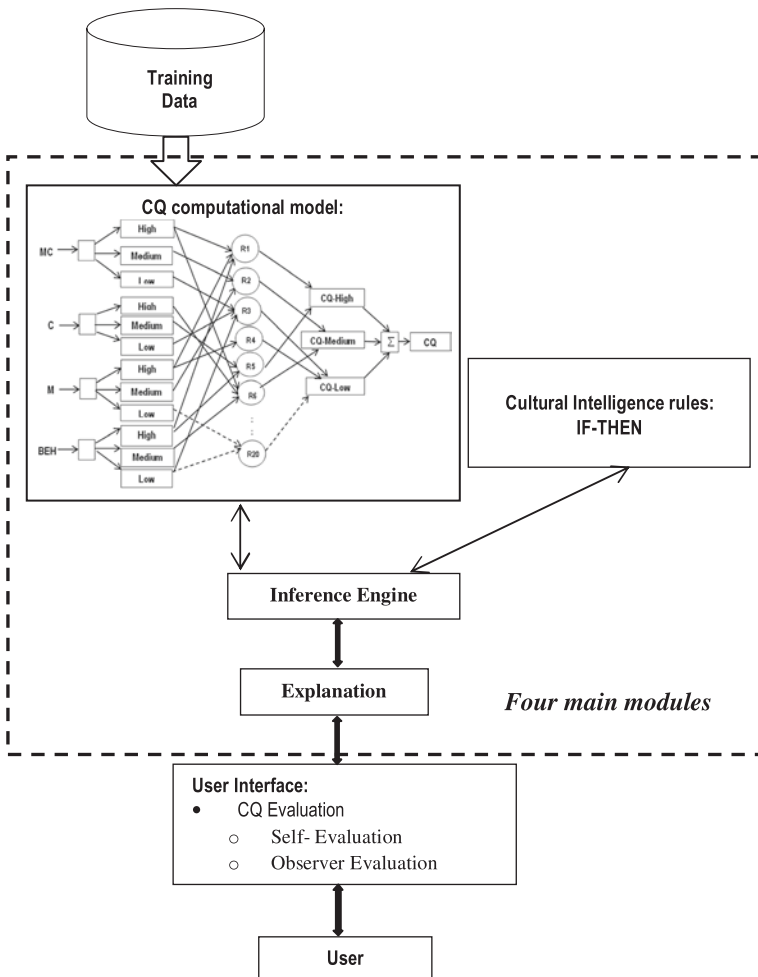 Training
Data
CQ computational model:
MC
High
Medium
Low
C
High
Medium
Low
M
High
Medium
Low
BEH
High
Medium
Low
R1
R2
R3
R4
R5
R6
R20
CQ-High
CQ-Medium
CQ-Low
Σ
CQ
Cultural Intelligence rules:
IF-THEN
Inference Engine
Explanation
Four main modules
User Interface:
• CQ Evaluation
○ Self- Evaluation
○ Observer Evaluation
User